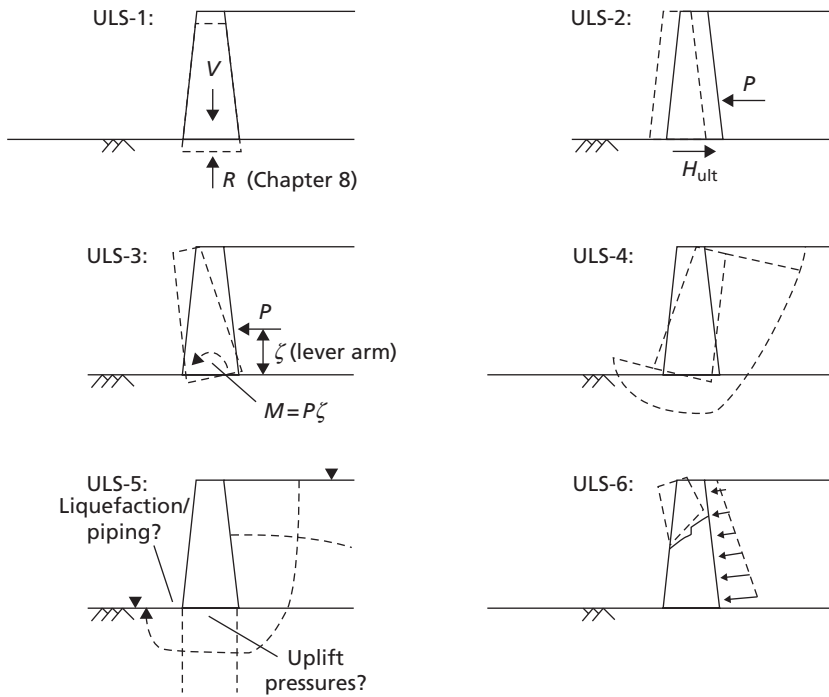 ULS-1:
V
R (Chapter 8)
ULS-2:
P
Hult
ULS-3:
P
ζ (lever arm)
M = Pζ
ULS-4:
ULS-5:
Liquefaction/
piping?
Uplift
pressures?
ULS-6: